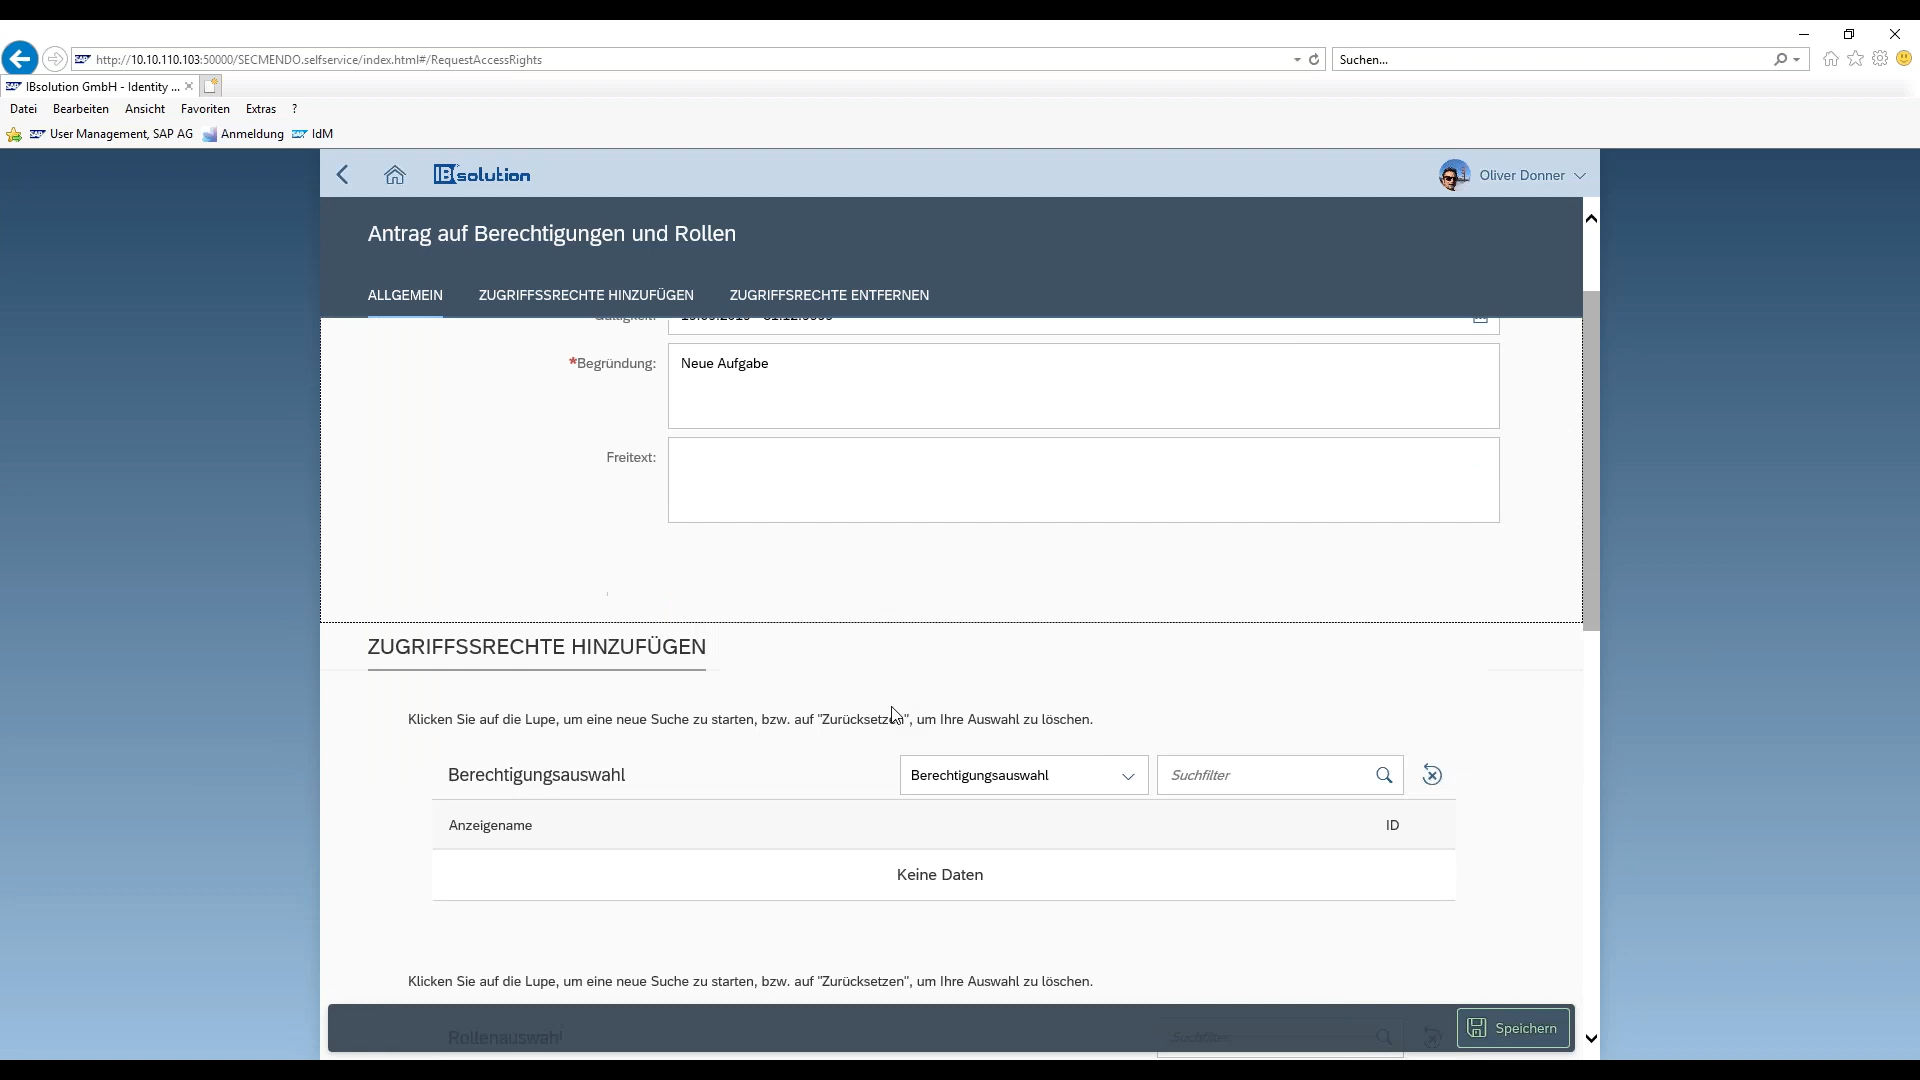 http://10.10.110.103:50000/SECMENDO.selfservice/index.html#/RequestAccessRights
Suchen...
IBsolution GmbH - Identity ...
Datei Bearbeiten Ansicht Favoriten Extras ?
User Management, SAP AG Anmeldung IdM
IBsolution
Oliver Donner
Antrag auf Berechtigungen und Rollen
ALLGEMEIN ZUGRIFFSSRECHTE HINZUFÜGEN ZUGRIFFSRECHTE ENTFERNEN
*Begründung: Neue Aufgabe
Freitext:
ZUGRIFFSSRECHTE HINZUFÜGEN
Klicken Sie auf die Lupe, um eine neue Suche zu starten, bzw. auf "Zurücksetzen", um Ihre Auswahl zu löschen.
Berechtigungsauswahl Berechtigungsauswahl Suchfilter
Anzeigename ID
Keine Daten
Klicken Sie auf die Lupe, um eine neue Suche zu starten, bzw. auf "Zurücksetzen", um Ihre Auswahl zu löschen.
Rollenauswahl Suchfilter
Speichern